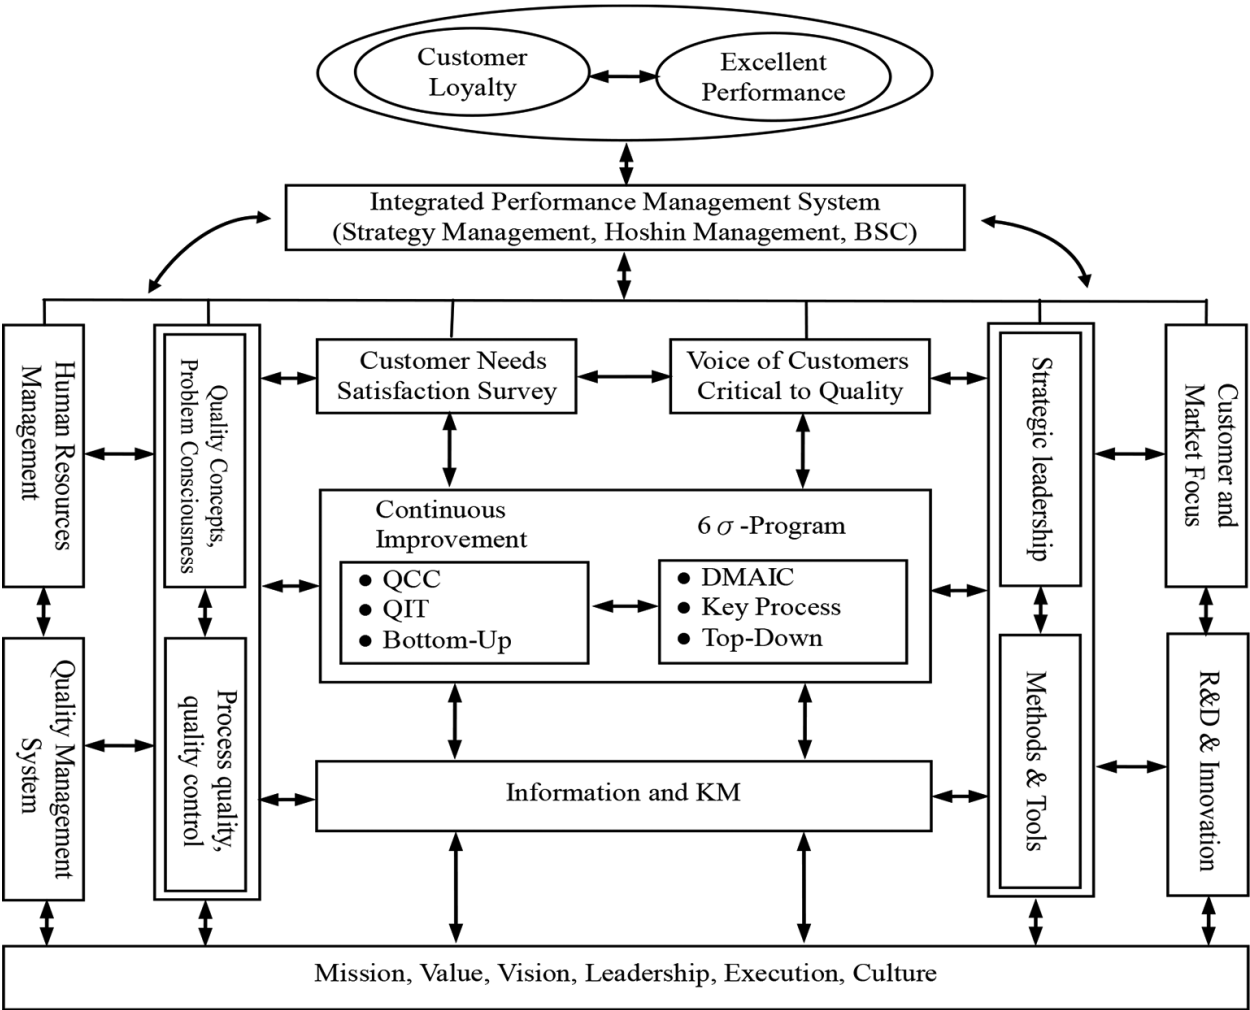 Customer
Loyalty
Excellent
Performance
Integrated Performance Management System
(Strategy Management, Hoshin Management, BSC)
Human Resources
Management
Quality Concepts,
Problem Consciousness
Customer Needs
Satisfaction Survey
Voice of Customers
Critical to Quality
Strategic leadership
Customer and
Market Focus
Continuous
Improvement
● QCC
● QIT
● Bottom-Up
6σ-Program
● DMAIC
● Key Process
● Top-Down
Quality Management
System
Process quality,
quality control
Information and KM
Methods & Tools
R&D & Innovation
Mission, Value, Vision, Leadership, Execution, Culture